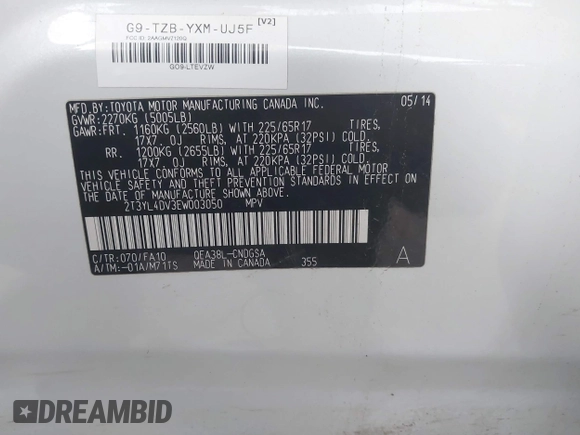 G9-TZB-YXM-UJ5F [V2]
GO9-LTEVZW
MFD. BY: TOYOTA MOTOR MANUFACTURING CANADA INC. 05/14
GVWR: 2270KG (5005LB)
GAWR: FRT. 1160KG (2560LB) WITH 225/65R17 TIRES,
17X7. 0J RIMS, AT 220KPA (32PSI) COLD.
RR. 1200KG (2655LB) WITH 225/65R17 TIRES,
17X7. 0J RIMS, AT 220KPA (32PSI) COLD.
THIS VEHICLE CONFORMS TO ALL APPLICABLE FEDERAL MOTOR
VEHICLE SAFETY AND THEFT PREVENTION STANDARDS IN EFFECT ON THE
DATE OF MANUFACTURE SHOWN ABOVE.
2T3YL4DV3EW003050 MPV
C/TR: 070/FA10 QEA38L-CNDGSA
A/TM: -01A/M71TS MADE IN CANADA 355 A
DREAMBID